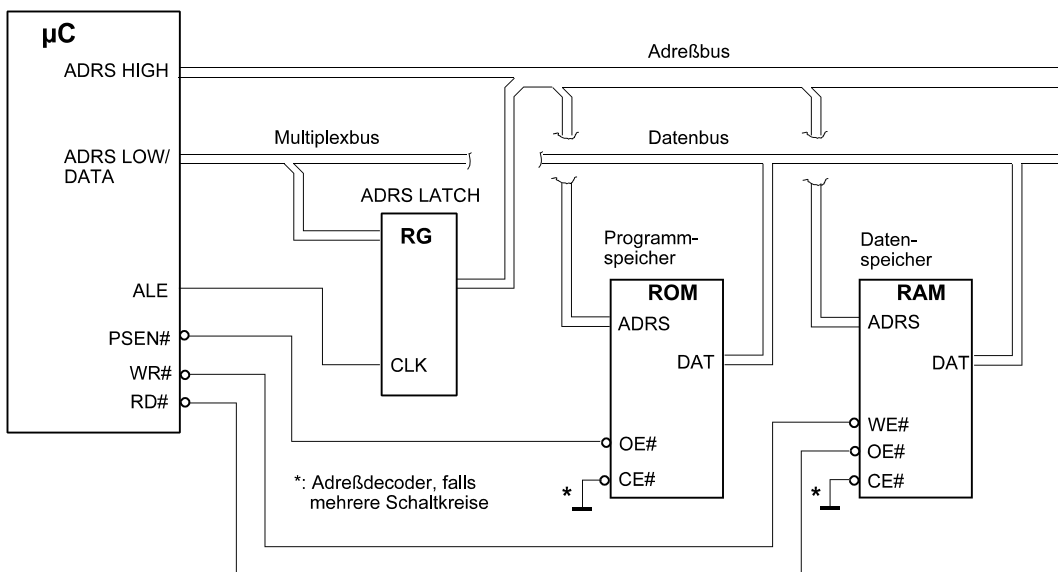 µC
ADRS HIGH
Adreßbus
ADRS LOW/
DATA
Multiplexbus
Datenbus
ADRS LATCH
RG
CLK
ALE
PSEN#
WR#
RD#
Programm-
speicher
ROM
ADRS
DAT
OE#
CE#
*
Daten-
speicher
RAM
ADRS
DAT
WE#
OE#
CE#
*
*: Adreßdecoder, falls
mehrere Schaltkreise